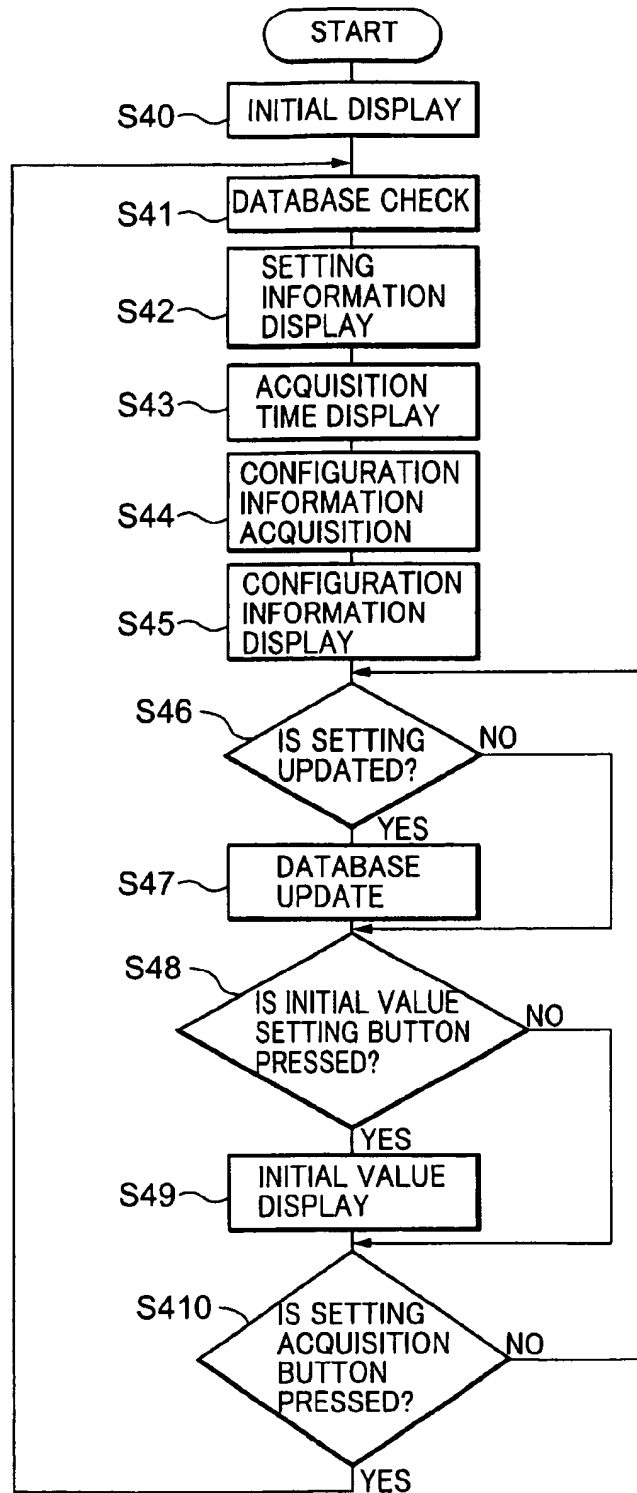 START
S40
INITIAL DISPLAY
S41
DATABASE CHECK
S42
SETTING
INFORMATION
DISPLAY
S43
ACQUISITION
TIME DISPLAY
S44
CONFIGURATION
INFORMATION
ACQUISITION
S45
CONFIGURATION
INFORMATION
DISPLAY
S46
IS SETTING
UPDATED?
NO
YES
S47
DATABASE
UPDATE
S48
IS INITIAL VALUE
SETTING BUTTON
PRESSED?
NO
YES
S49
INITIAL VALUE
DISPLAY
S410
IS SETTING
ACQUISITION
BUTTON
PRESSED?
NO
YES